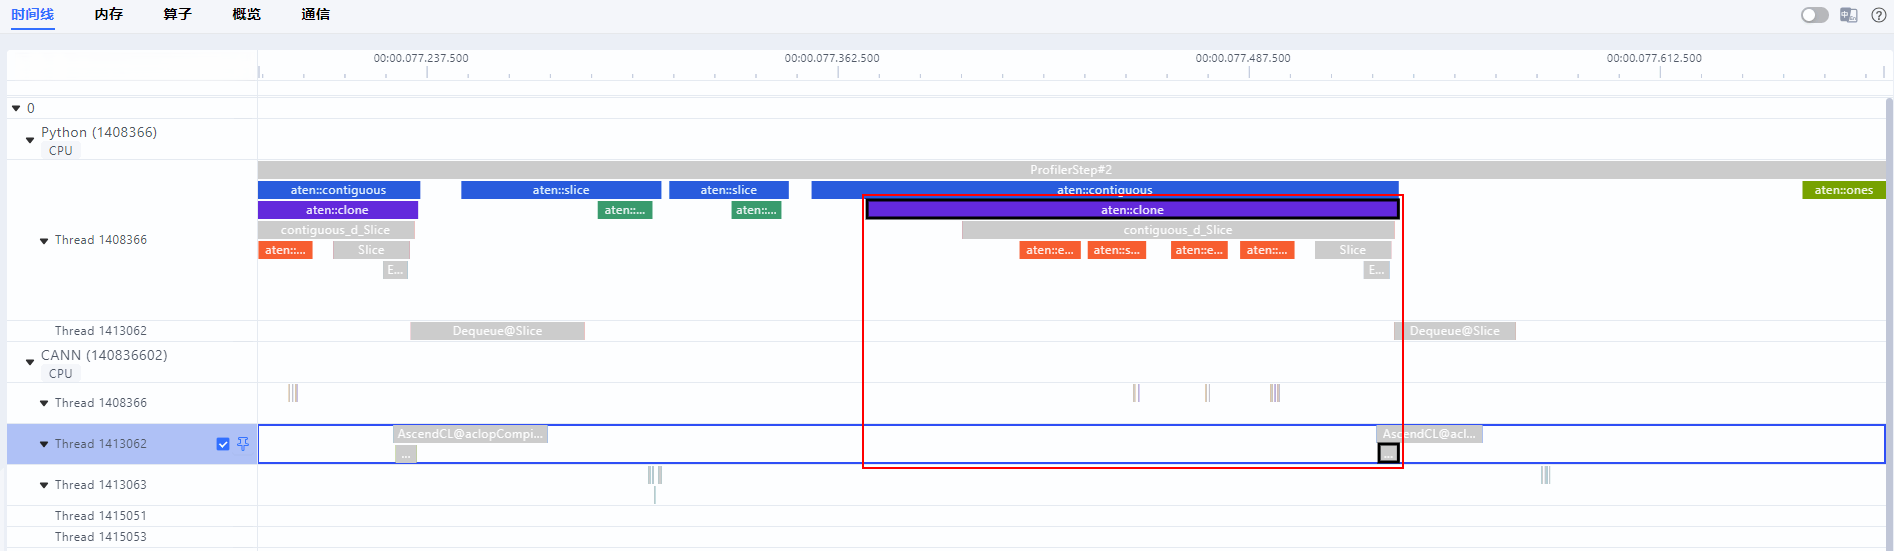 时间线 内存 算子 概览 通信
00:00.077.237.500 00:00.077.362.500 00:00.077.487.500 00:00.077.612.500
0
Python (1408366)
CPU
ProfilerStep#2
aten::contiguous aten::slice aten::slice aten::contiguous aten::ones
aten::clone aten::... aten::... aten::clone
contiguous_d_Slice contiguous_d_Slice
Thread 1408366
aten::... Slice aten::e... aten::s... aten::e... aten::... Slice
E... E...
Thread 1413062 Dequeue@Slice Dequeue@Slice
CANN (140836602)
CPU
Thread 1408366
Thread 1413062 AscendCL@aclopCompi... AscendCL@acl...
... ...
Thread 1413063
Thread 1415051
Thread 1415053